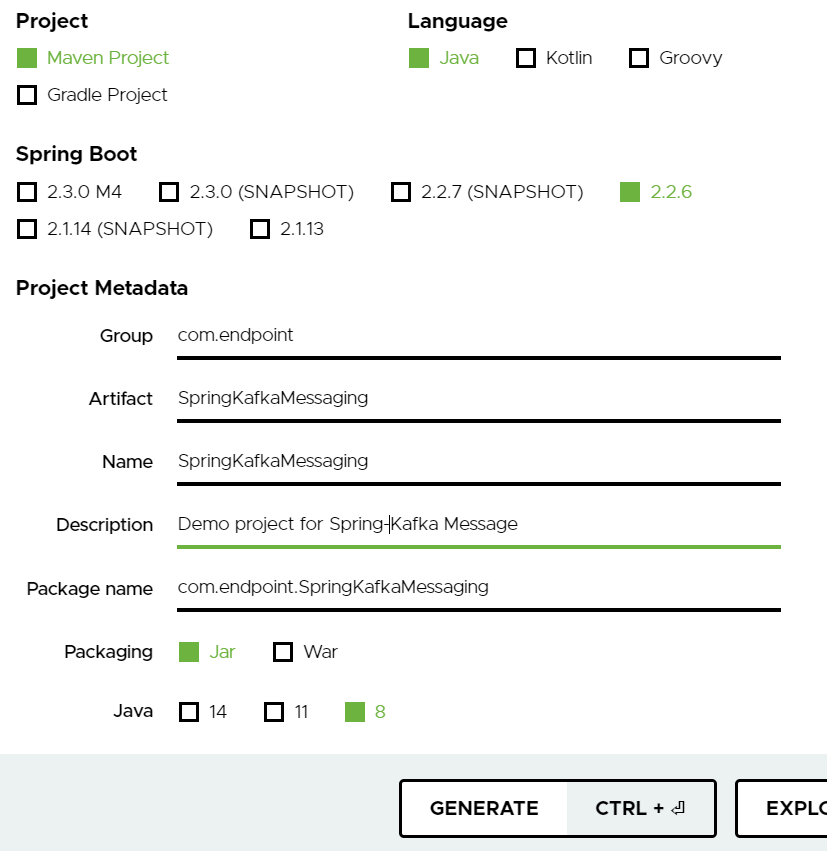 Project
Language
Maven Project
Java Kotlin Groovy
Gradle Project
Spring Boot
2.3.0 M4 2.3.0 (SNAPSHOT) 2.2.7 (SNAPSHOT) 2.2.6
2.1.14 (SNAPSHOT) 2.1.13
Project Metadata
Group com.endpoint
Artifact SpringKafkaMessaging
Name SpringKafkaMessaging
Description Demo project for Spring-Kafka Message
Package name com.endpoint.SpringKafkaMessaging
Packaging Jar War
Java 14 11 8
GENERATE CTRL + ⏎ EXPLO